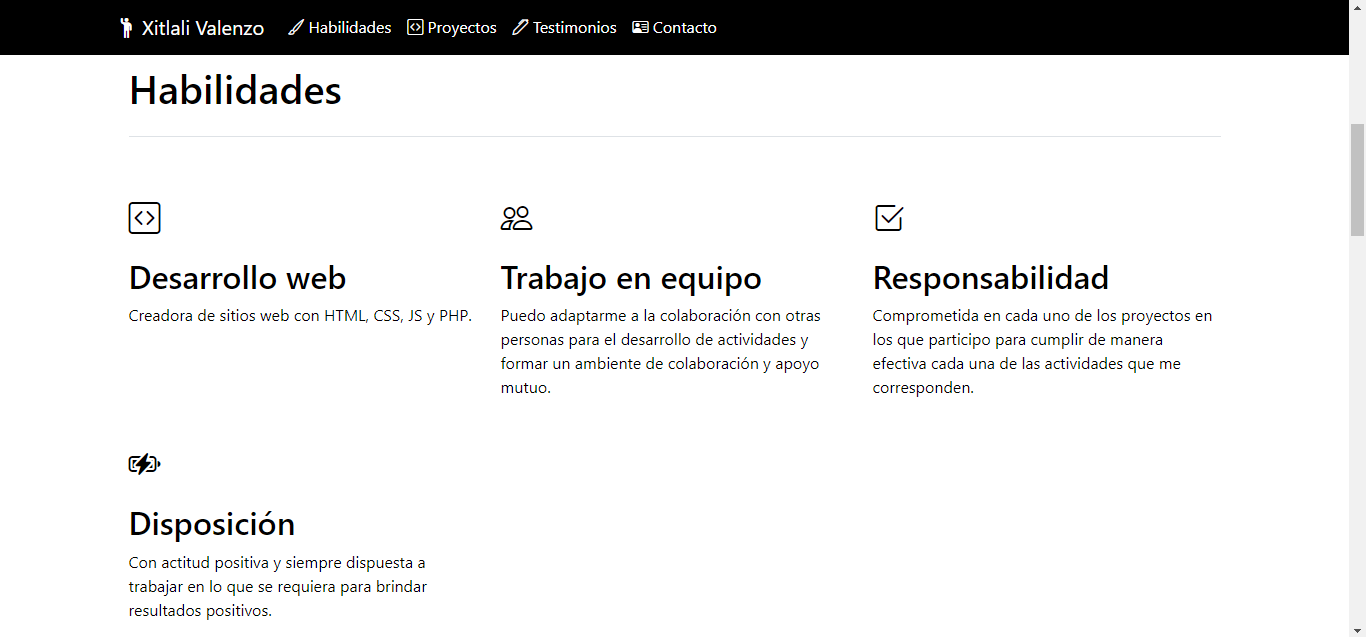 Xitlali Valenzo Habilidades Proyectos Testimonios Contacto
Habilidades
Desarrollo web
Creadora de sitios web con HTML, CSS, JS y PHP.
Trabajo en equipo
Puedo adaptarme a la colaboración con otras
personas para el desarrollo de actividades y
formar un ambiente de colaboración y apoyo
mutuo.
Responsabilidad
Comprometida en cada uno de los proyectos en
los que participo para cumplir de manera
efectiva cada una de las actividades que me
corresponden.
Disposición
Con actitud positiva y siempre dispuesta a
trabajar en lo que se requiera para brindar
resultados positivos.